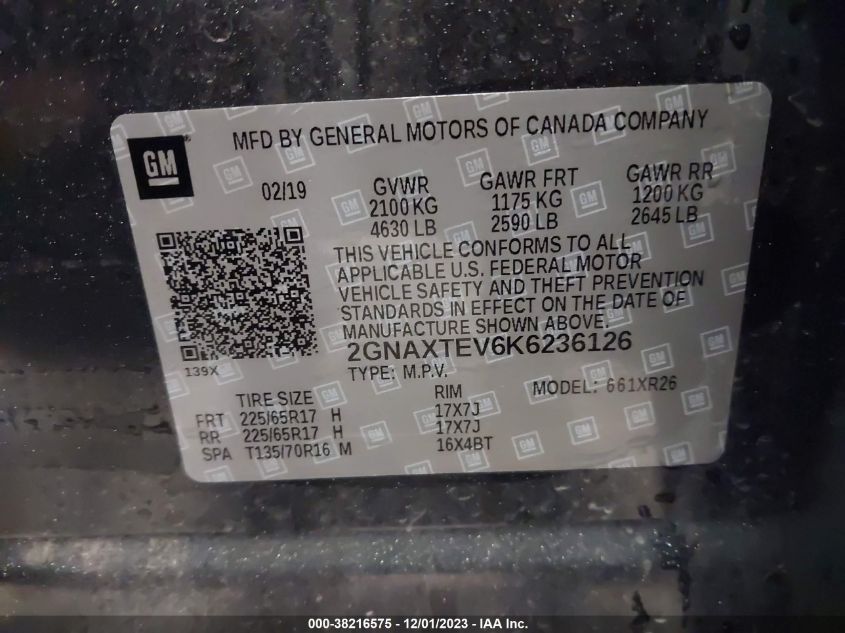 MFD BY GENERAL MOTORS OF CANADA COMPANY
GM
02/19 GVWR GAWR FRT GAWR RR
2100 KG 1175 KG 1200 KG
4630 LB 2590 LB 2645 LB
THIS VEHICLE CONFORMS TO ALL
APPLICABLE U.S. FEDERAL MOTOR
VEHICLE SAFETY AND THEFT PREVENTION
STANDARDS IN EFFECT ON THE DATE OF
MANUFACTURE SHOWN ABOVE.
2GNAXTEV6K6236126
139X
TYPE: M.P.V. MODEL: 661XR26
TIRE SIZE RIM
FRT 225/65R17 H 17X7J
RR 225/65R17 H 17X7J
SPA T135/70R16 M 16X4BT
000-38216575 - 12/01/2023 - IAA Inc.